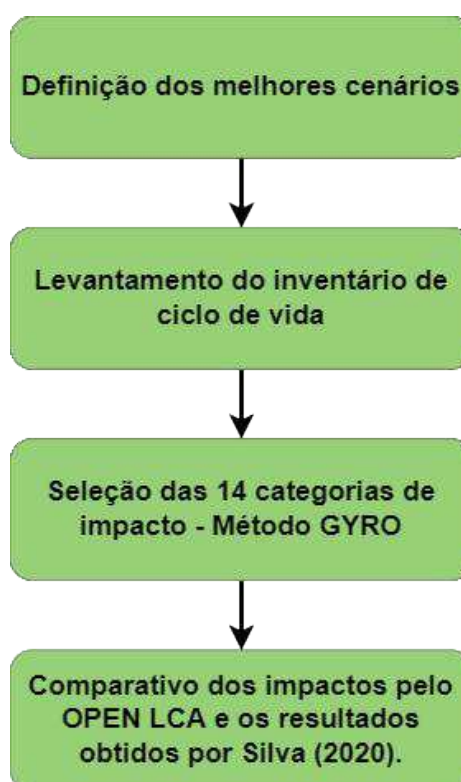 Definição dos melhores cenários
Levantamento do inventário de
ciclo de vida
Seleção das 14 categorias de
impacto - Método GYRO
Comparativo dos impactos pelo
OPEN LCA e os resultados
obtidos por Silva (2020).